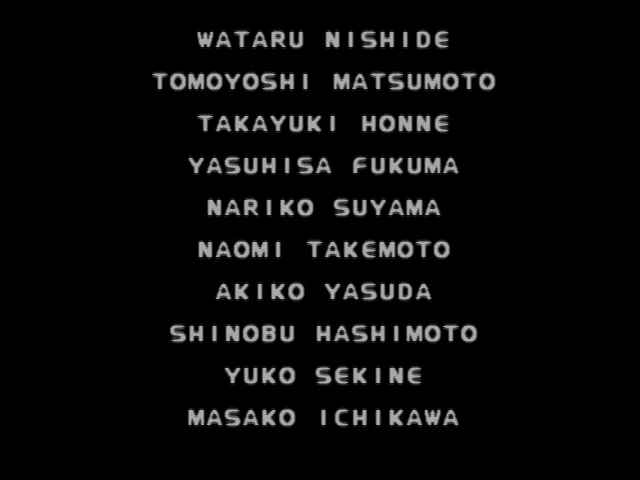 WATARU NISHIDE
TOMOYOSHI MATSUMOTO
TAKAYUKI HONNE
YASUHISA FUKUMA
NARIKO SUYAMA
NAOMI TAKEMOTO
AKIKO YASUDA
SHINOBU HASHIMOTO
YUKO SEKINE
MASAKO ICHIKAWA